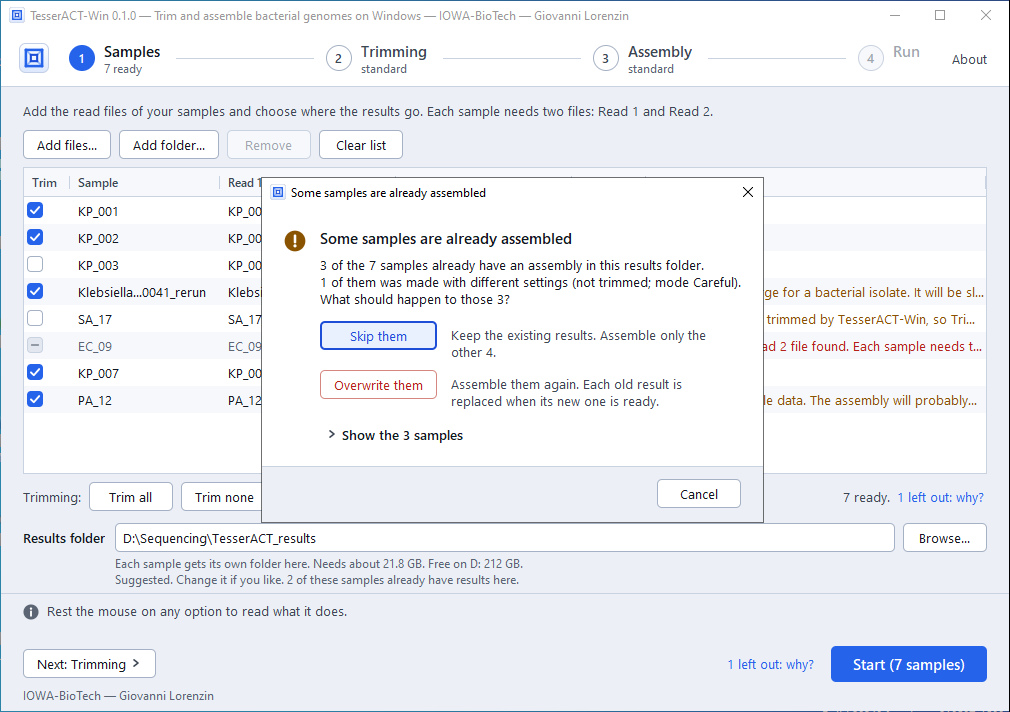 TesserACT-Win 0.1.0 — Trim and assemble bacterial genomes on Windows — IOWA-BioTech — Giovanni Lorenzin
1 Samples
7 ready
2 Trimming
standard
3 Assembly
standard
4 Run
About
Add the read files of your samples and choose where the results go. Each sample needs two files: Read 1 and Read 2.
Add files... Add folder... Remove Clear list
Trim Sample Read 1
KP_001 KP_00
KP_002 KP_00
KP_003 KP_00
Klebsiella...0041_rerun Klebsi ge for a bacterial isolate. It will be sl...
SA_17 SA_17 trimmed by TesserACT-Win, so Tri...
EC_09 EC_09 ad 2 file found. Each sample needs t...
KP_007 KP_00
PA_12 PA_12 le data. The assembly will probably...
Some samples are already assembled
Some samples are already assembled
3 of the 7 samples already have an assembly in this results folder.
1 of them was made with different settings (not trimmed; mode Careful).
What should happen to those 3?
Skip them
Keep the existing results. Assemble only the
other 4.
Overwrite them
Assemble them again. Each old result is
replaced when its new one is ready.
Show the 3 samples
Cancel
Trimming: Trim all Trim none
7 ready. 1 left out: why?
Results folder D:\Sequencing\TesserACT_results Browse...
Each sample gets its own folder here. Needs about 21.8 GB. Free on D: 212 GB.
Suggested. Change it if you like. 2 of these samples already have results here.
Rest the mouse on any option to read what it does.
Next: Trimming
1 left out: why? Start (7 samples)
IOWA-BioTech — Giovanni Lorenzin